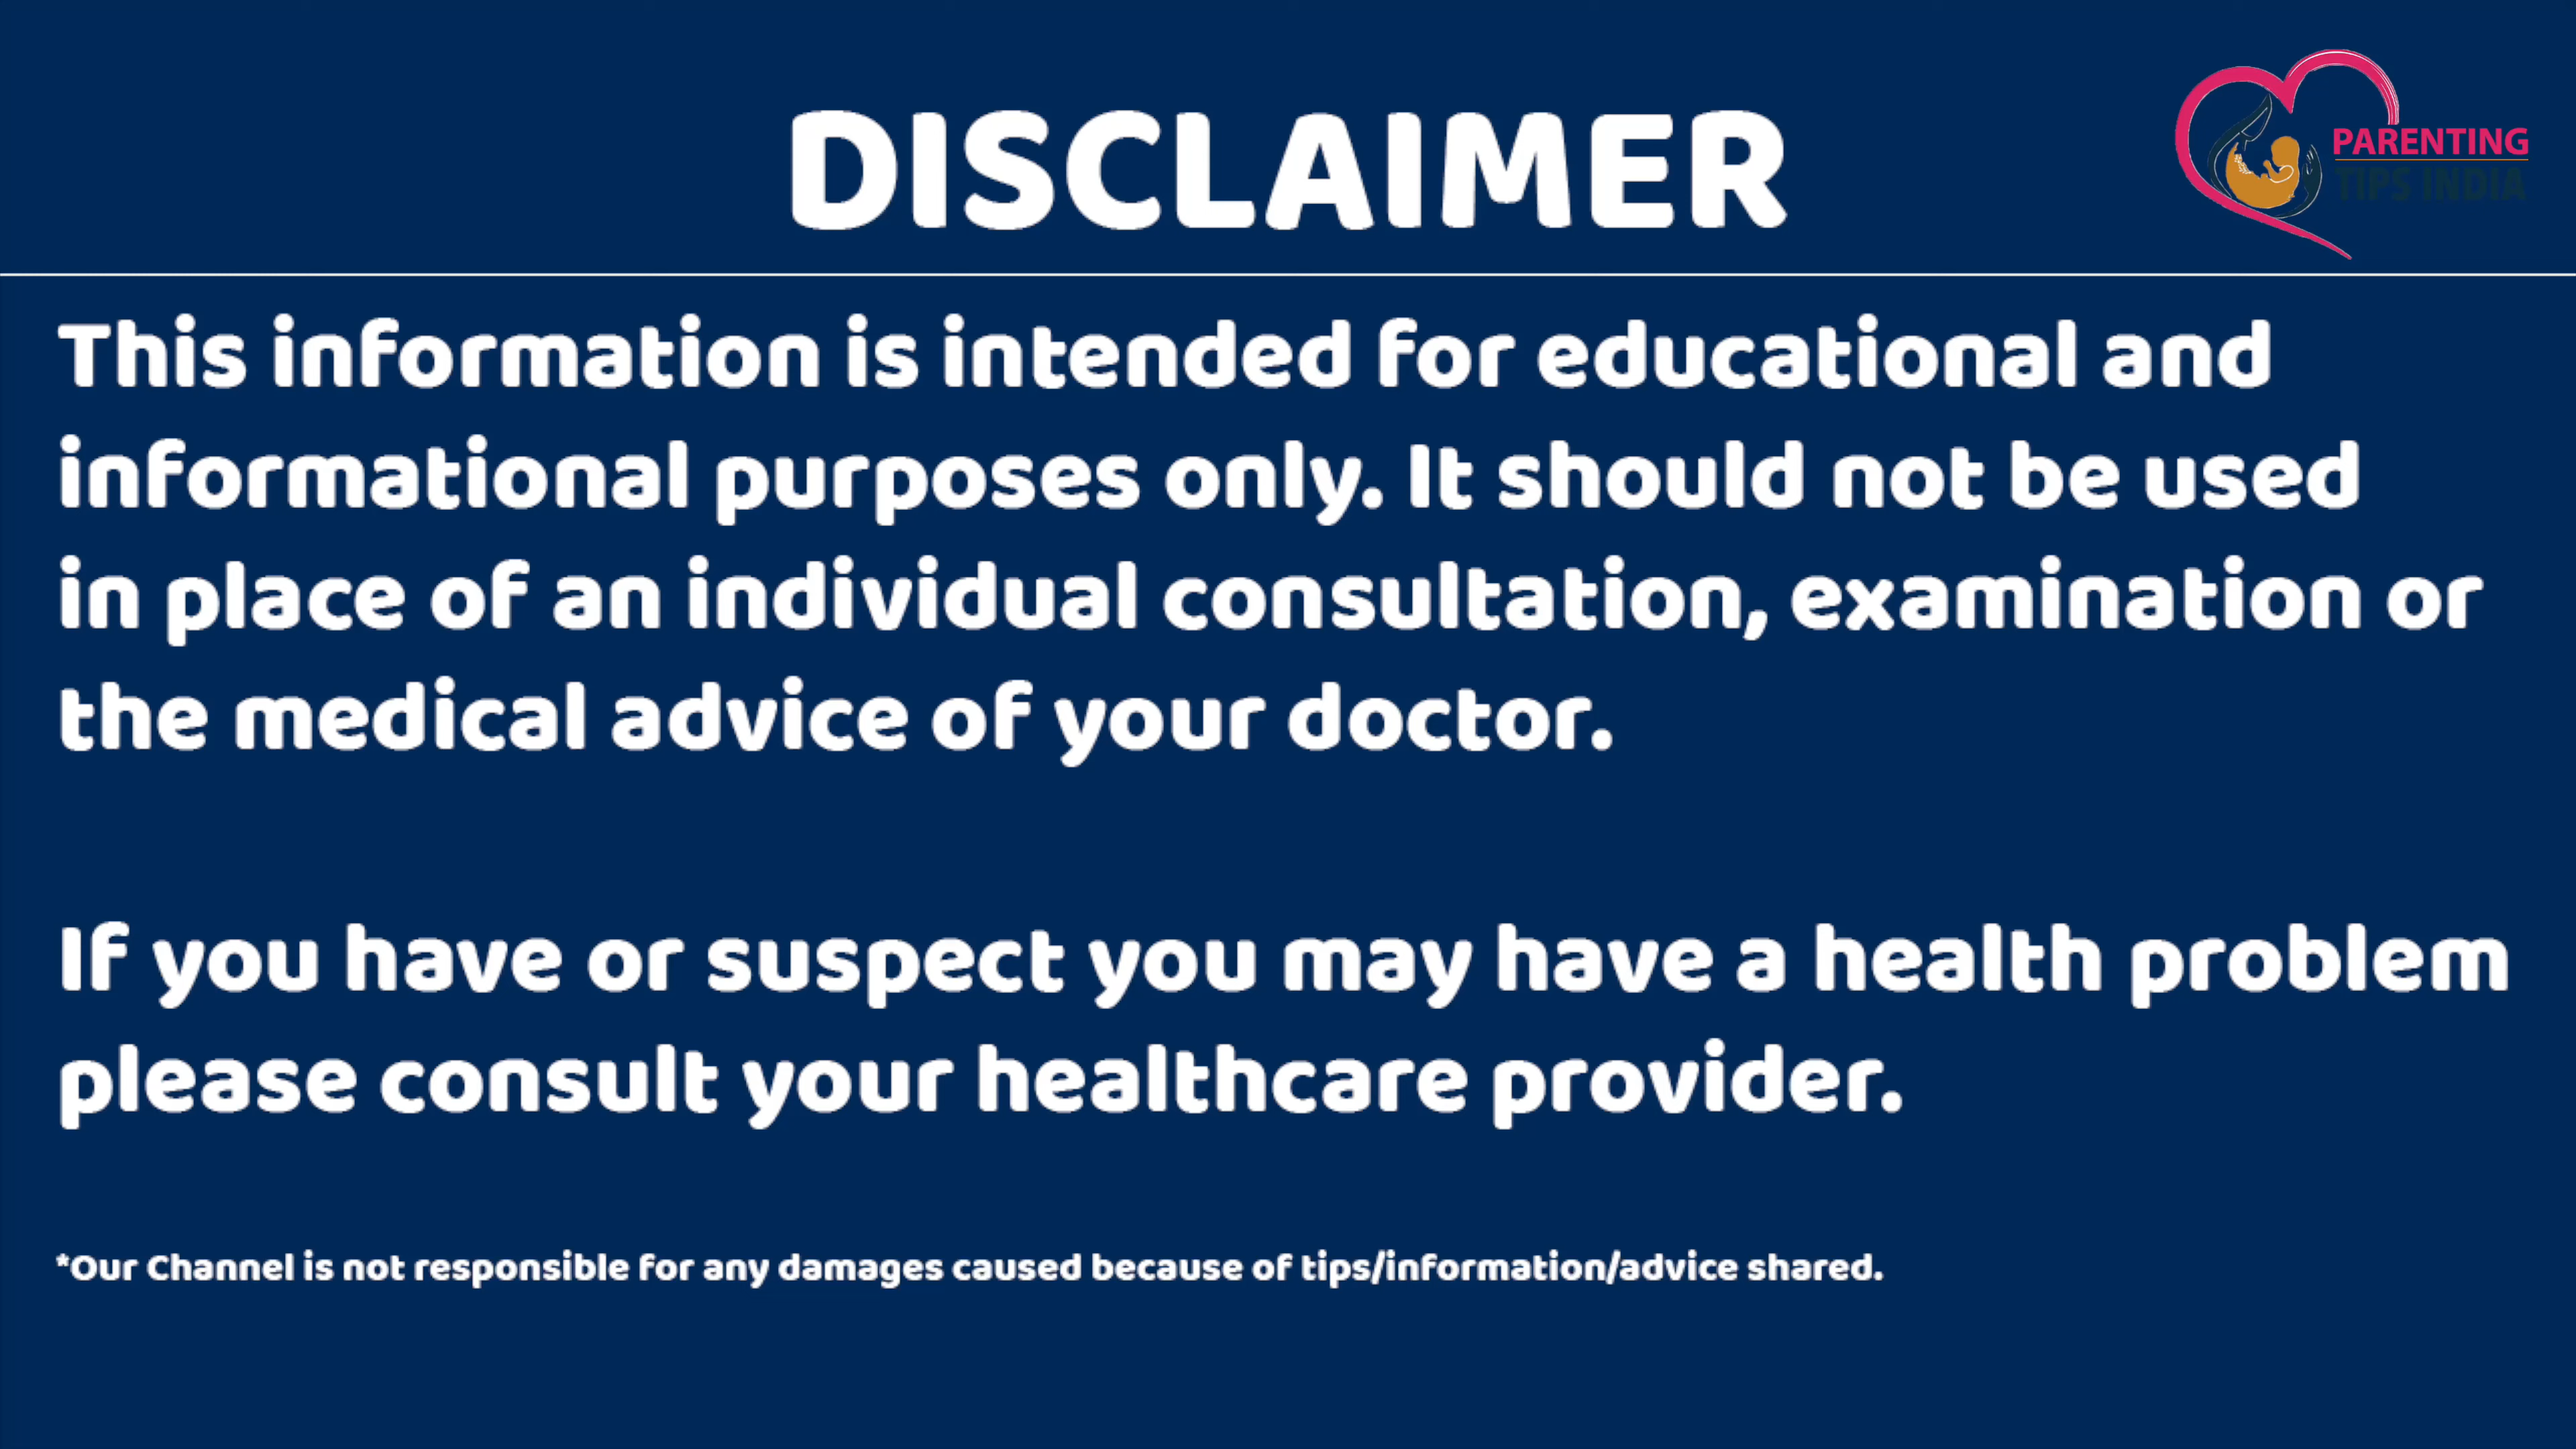 DISCLAIMER
PARENTING
TIPS INDIA
This information is intended for educational and
informational purposes only. It should not be used
in place of an individual consultation, examination or
the medical advice of your doctor.
If you have or suspect you may have a health problem
please consult your healthcare provider.
*Our Channel is not responsible for any damages caused because of tips/information/advice shared.